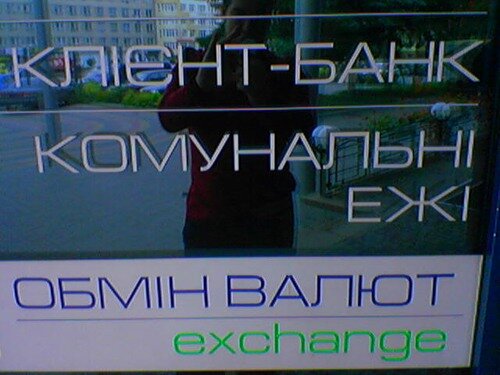 КЛІЄНТ-БАНК
КОМУНАЛЬНІ
ЕЖІ
ОБМІН ВАЛЮТ
exchange